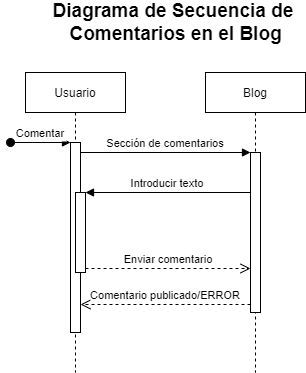 Diagrama de Secuencia de
Comentarios en el Blog
Usuario
Blog
Comentar
Sección de comentarios
Introducir texto
Enviar comentario
Comentario publicado/ERROR